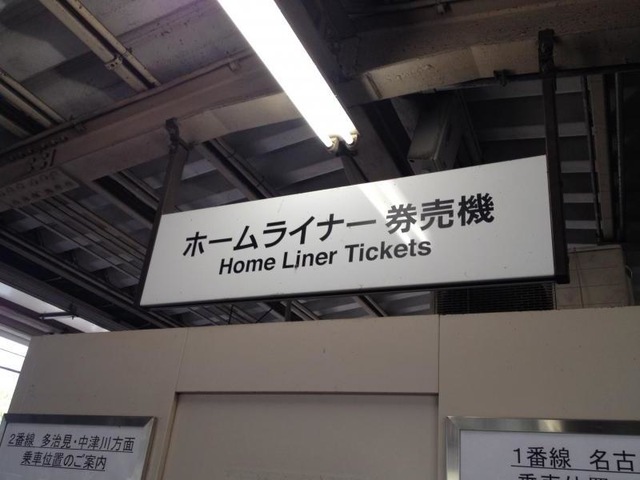 ホームライナー 券売機
Home Liner Tickets
2番線 多治見・中津川方面
乗車位置のご案内
1番線 名古